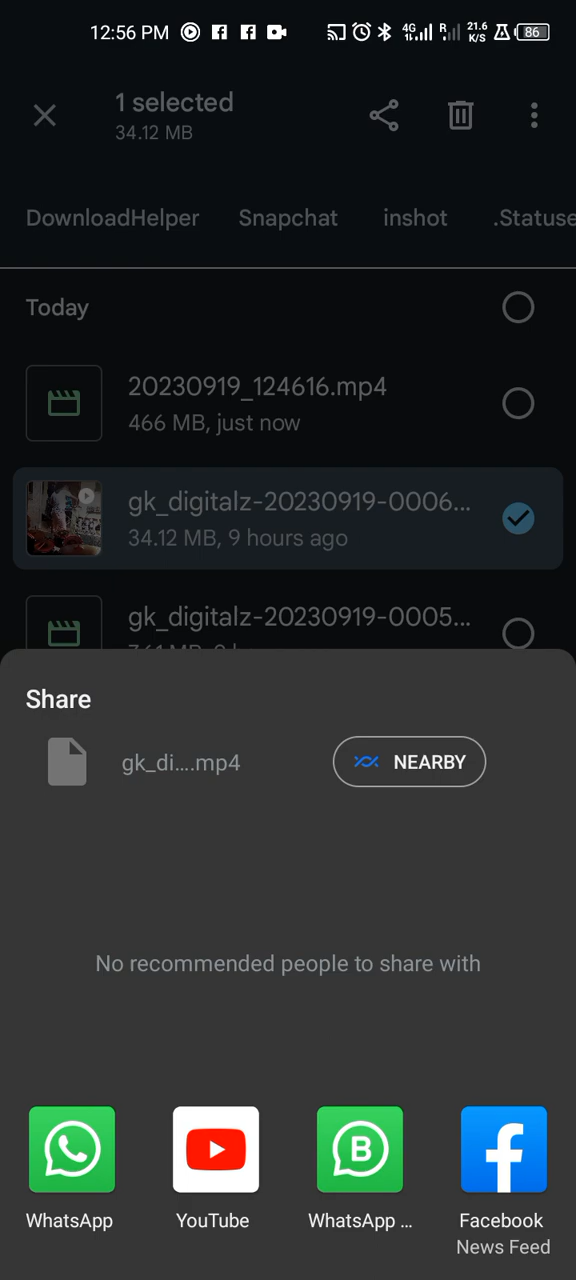 12:56 PM 4G R 21.6 K/S 86
1 selected
34.12 MB
DownloadHelper Snapchat inshot .Statuse
Today
20230919_124616.mp4
466 MB, just now
gk_digitalz-20230919-0006...
34.12 MB, 9 hours ago
gk_digitalz-20230919-0005...
Share
gk_di....mp4 NEARBY
No recommended people to share with
WhatsApp YouTube WhatsApp ... Facebook
News Feed